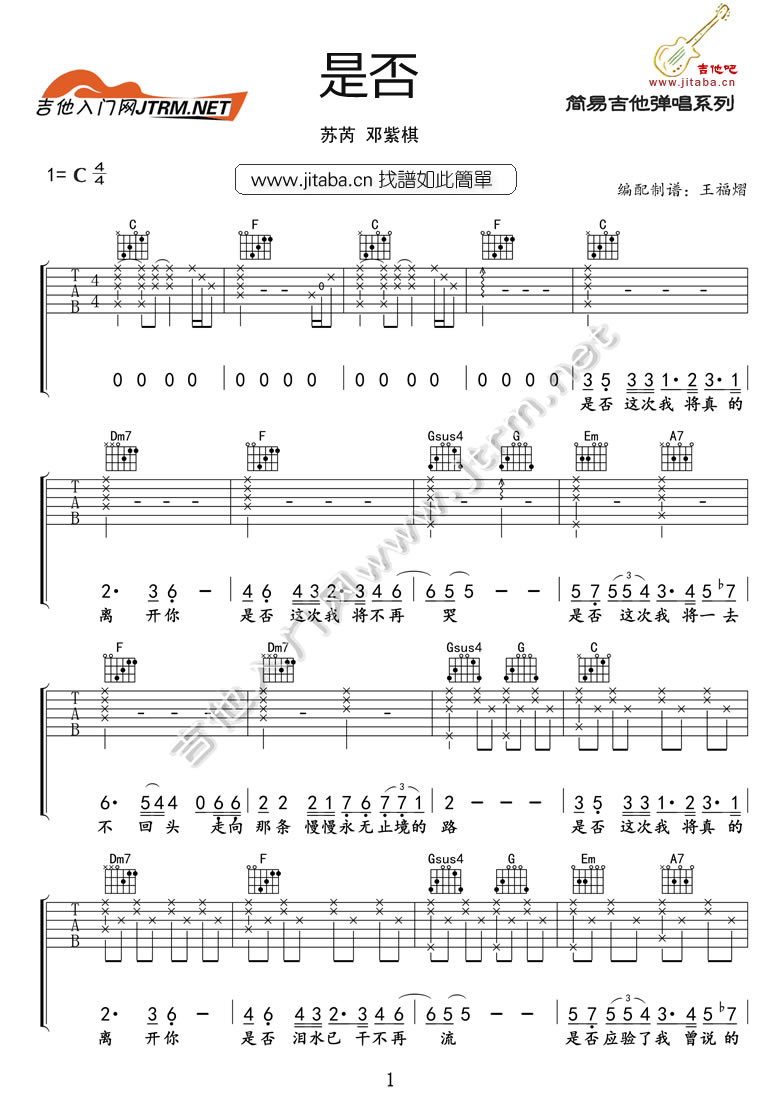 是否
吉他入门网JTRM.NET
吉他吧
www.jitaba.cn
简易吉他弹唱系列
苏芮 邓紫棋
1= C 4/4
www.jitaba.cn 找譜如此簡單
编配制谱：王福熠
C F C F C
T A B 4 4
0 0 0 0 | 0 0 0 0 | 0 0 0 0 | 0 0 0 0 | 3 5 3 3 1· 2 3· 1
是否 这次我 将真的
Dm7 F Gsus4 G Em A7
T A B
2· 3 6 — | 4 6 4 3 2· 3 4 6 | 6 5 5 — | 5 7 5 5 4 3· 4 5 ♭7
离 开你 是否 这次我 将不再 哭 是否 这次我 将一去
F Dm7 Gsus4 G C
T A B
6· 5 4 4 0 6 6 | 2 2 2 1 7 6 7 7 1 | 2 — | 3 5 3 3 1· 2 3· 1
不 回头 走向 那条 慢慢永无止境的 路 是否 这次我 将真的
Dm7 F Gsus4 G Em A7
T A B
2· 3 6 — | 4 6 4 3 2· 3 4 6 | 6 5 5 — | 5 7 5 5 4 3· 4 5 ♭7
离 开你 是否 泪水已 干不再 流 是否应验了我 曾说的
吉他入门网www.jtrm.net
1